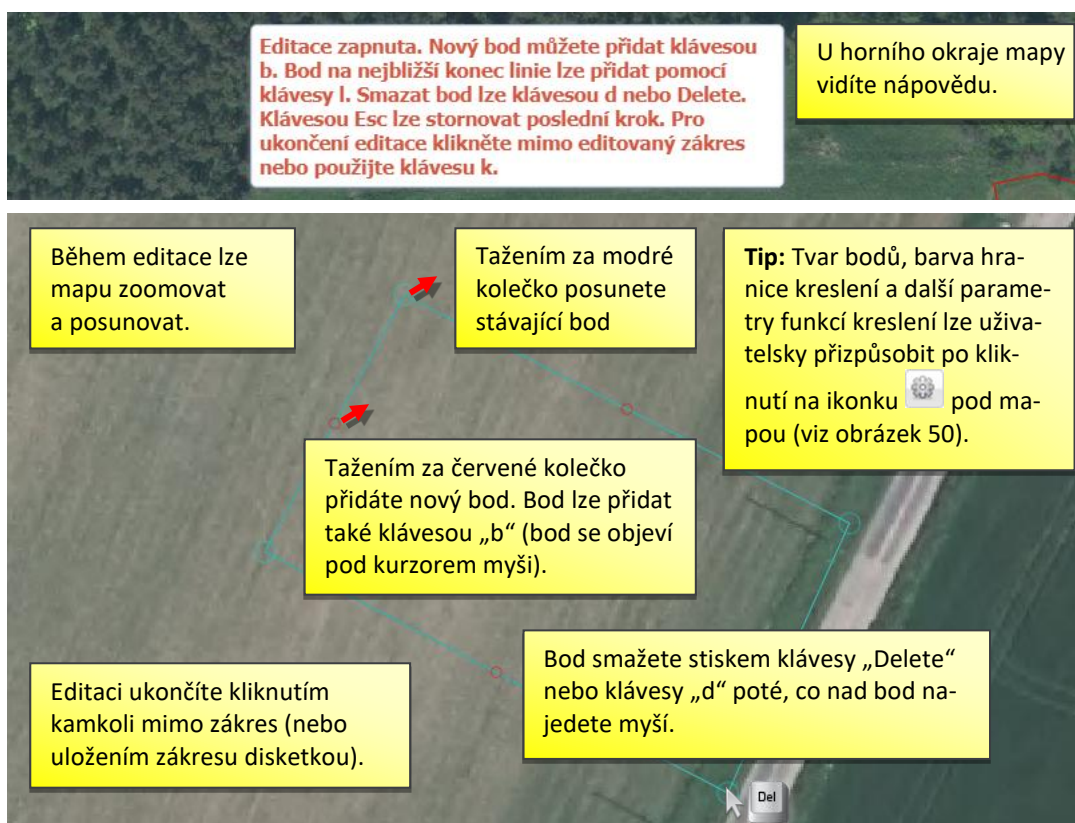 Editace zapnuta. Nový bod můžete přidat klávesou
b. Bod na nejbližší konec linie lze přidat pomocí
klávesy l. Smazat bod lze klávesou d nebo Delete.
Klávesou Esc lze stornovat poslední krok. Pro
ukončení editace klikněte mimo editovaný zákres
nebo použijte klávesu k.
U horního okraje mapy
vidíte nápovědu.
Během editace lze
mapu zoomovat
a posunovat.
Tažením za modré
kolečko posunete
stávající bod
Tip: Tvar bodů, barva hra-
nice kreslení a další parame-
try funkcí kreslení lze uživa-
telsky přizpůsobit po klik-
nutí na ikonku pod ma-
pou (viz obrázek 50).
Tažením za červené kolečko
přidáte nový bod. Bod lze přidat
také klávesou „b“ (bod se objeví
pod kurzorem myši).
Bod smažete stiskem klávesy „Delete“
nebo klávesy „d“ poté, co nad bod na-
jedete myší.
Editaci ukončíte kliknutím
kamkoli mimo zákres (nebo
uložením zákresu disketkou).
Del